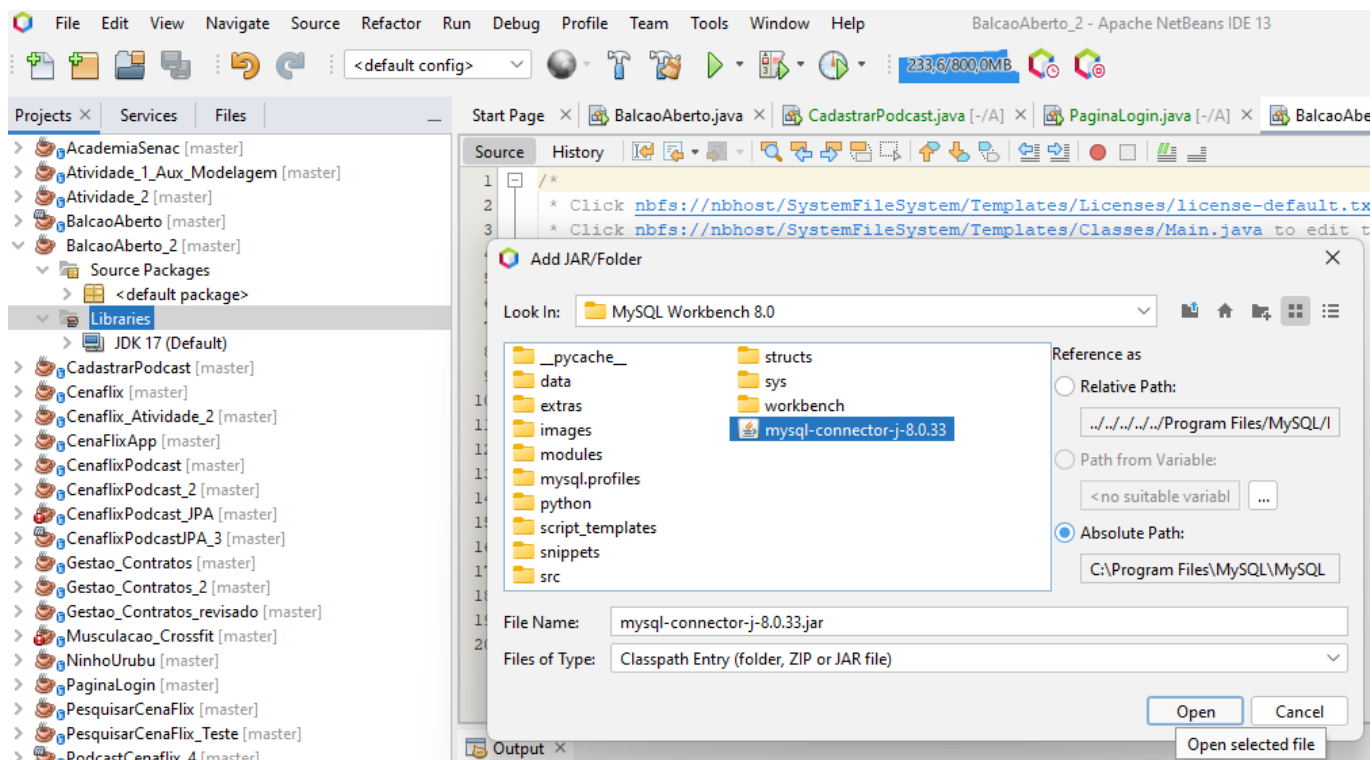 File Edit View Navigate Source Refactor Run Debug Profile Team Tools Window Help BalcaoAberto_2 - Apache NetBeans IDE 13
<default config> 233,6/800,0MB
Projects Services Files
Start Page BalcaoAberto.java CadastrarPodcast.java [-/A] PaginaLogin.java [-/A] BalcaoAbe
Source History
AcademiaSenac [master]
Atividade_1_Aux_Modelagem [master]
Atividade_2 [master]
BalcaoAberto [master]
BalcaoAberto_2 [master]
Source Packages
<default package>
Libraries
JDK 17 (Default)
CadastrarPodcast [master]
Cenaflix [master]
Cenaflix_Atividade_2 [master]
CenaFlixApp [master]
CenaflixPodcast [master]
CenaflixPodcast_2 [master]
CenaflixPodcast_JPA [master]
CenaflixPodcastJPA_3 [master]
Gestao_Contratos [master]
Gestao_Contratos_2 [master]
Gestao_Contratos_revisado [master]
Musculacao_Crossfit [master]
NinhoUrubu [master]
PaginaLogin [master]
PesquisarCenaFlix [master]
PesquisarCenaFlix_Teste [master]
PodcastCenaflix_4 [master]
1 /*
2 * Click nbfs://nbhost/SystemFileSystem/Templates/Licenses/license-default.tx
3 * Click nbfs://nbhost/SystemFileSystem/Templates/Classes/Main.java to edit t
Add JAR/Folder
Look In: MySQL Workbench 8.0
__pycache__
data
extras
images
modules
mysql.profiles
python
script_templates
snippets
src
structs
sys
workbench
mysql-connector-j-8.0.33
Reference as
Relative Path:
../../../../../Program Files/MySQL/
Path from Variable:
<no suitable variabl ...
Absolute Path:
C:\Program Files\MySQL\MySQL
File Name: mysql-connector-j-8.0.33.jar
Files of Type: Classpath Entry (folder, ZIP or JAR file)
Open Cancel
Open selected file
Output